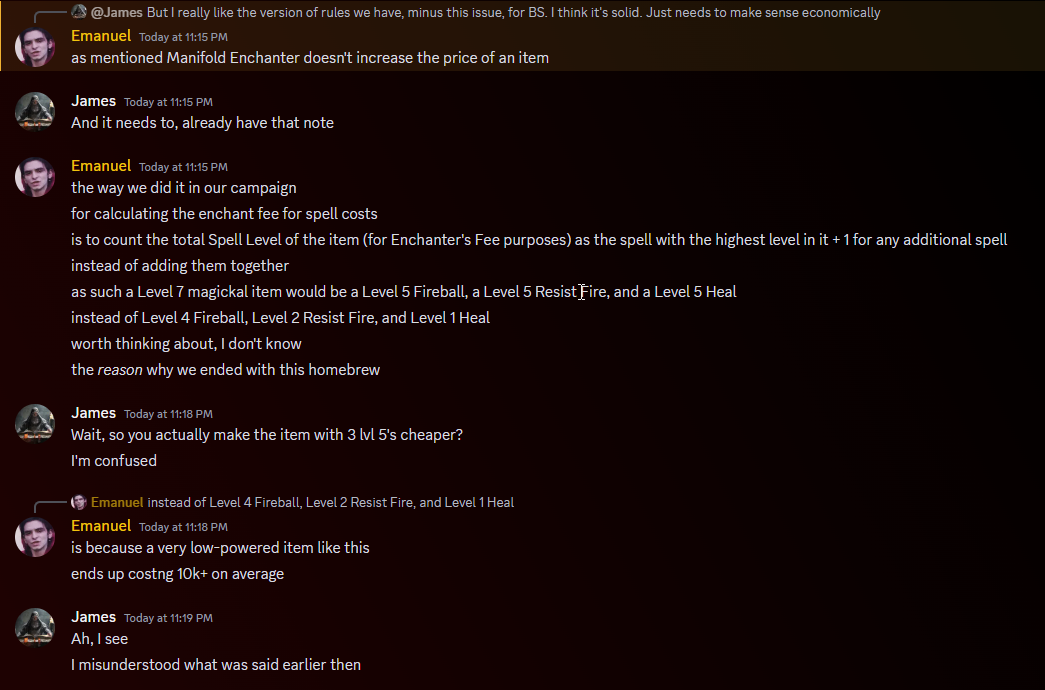 @James But I really like the version of rules we have, minus this issue, for BS. I think it's solid. Just needs to make sense economically
Emanuel Today at 11:15 PM
as mentioned Manifold Enchanter doesn't increase the price of an item
James Today at 11:15 PM
And it needs to, already have that note
Emanuel Today at 11:15 PM
the way we did it in our campaign
for calculating the enchant fee for spell costs
is to count the total Spell Level of the item (for Enchanter's Fee purposes) as the spell with the highest level in it + 1 for any additional spell
instead of adding them together
as such a Level 7 magickal item would be a Level 5 Fireball, a Level 5 Resist Fire, and a Level 5 Heal
instead of Level 4 Fireball, Level 2 Resist Fire, and Level 1 Heal
worth thinking about, I don't know
the reason why we ended with this homebrew
James Today at 11:18 PM
Wait, so you actually make the item with 3 lvl 5's cheaper?
I'm confused
Emanuel instead of Level 4 Fireball, Level 2 Resist Fire, and Level 1 Heal
Emanuel Today at 11:18 PM
is because a very low-powered item like this
ends up costng 10k+ on average
James Today at 11:19 PM
Ah, I see
I misunderstood what was said earlier then